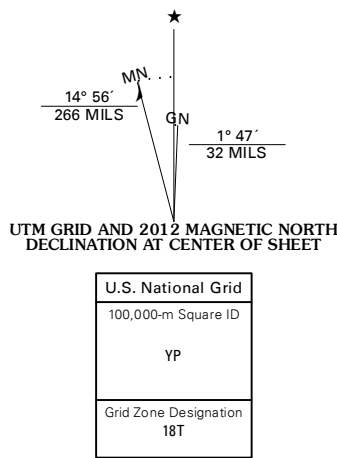 MN
14° 56´
266 MILS
GN
1° 47´
32 MILS
UTM GRID AND 2012 MAGNETIC NORTH
DECLINATION AT CENTER OF SHEET
U.S. National Grid
100,000-m Square ID
YP
Grid Zone Designation
18T